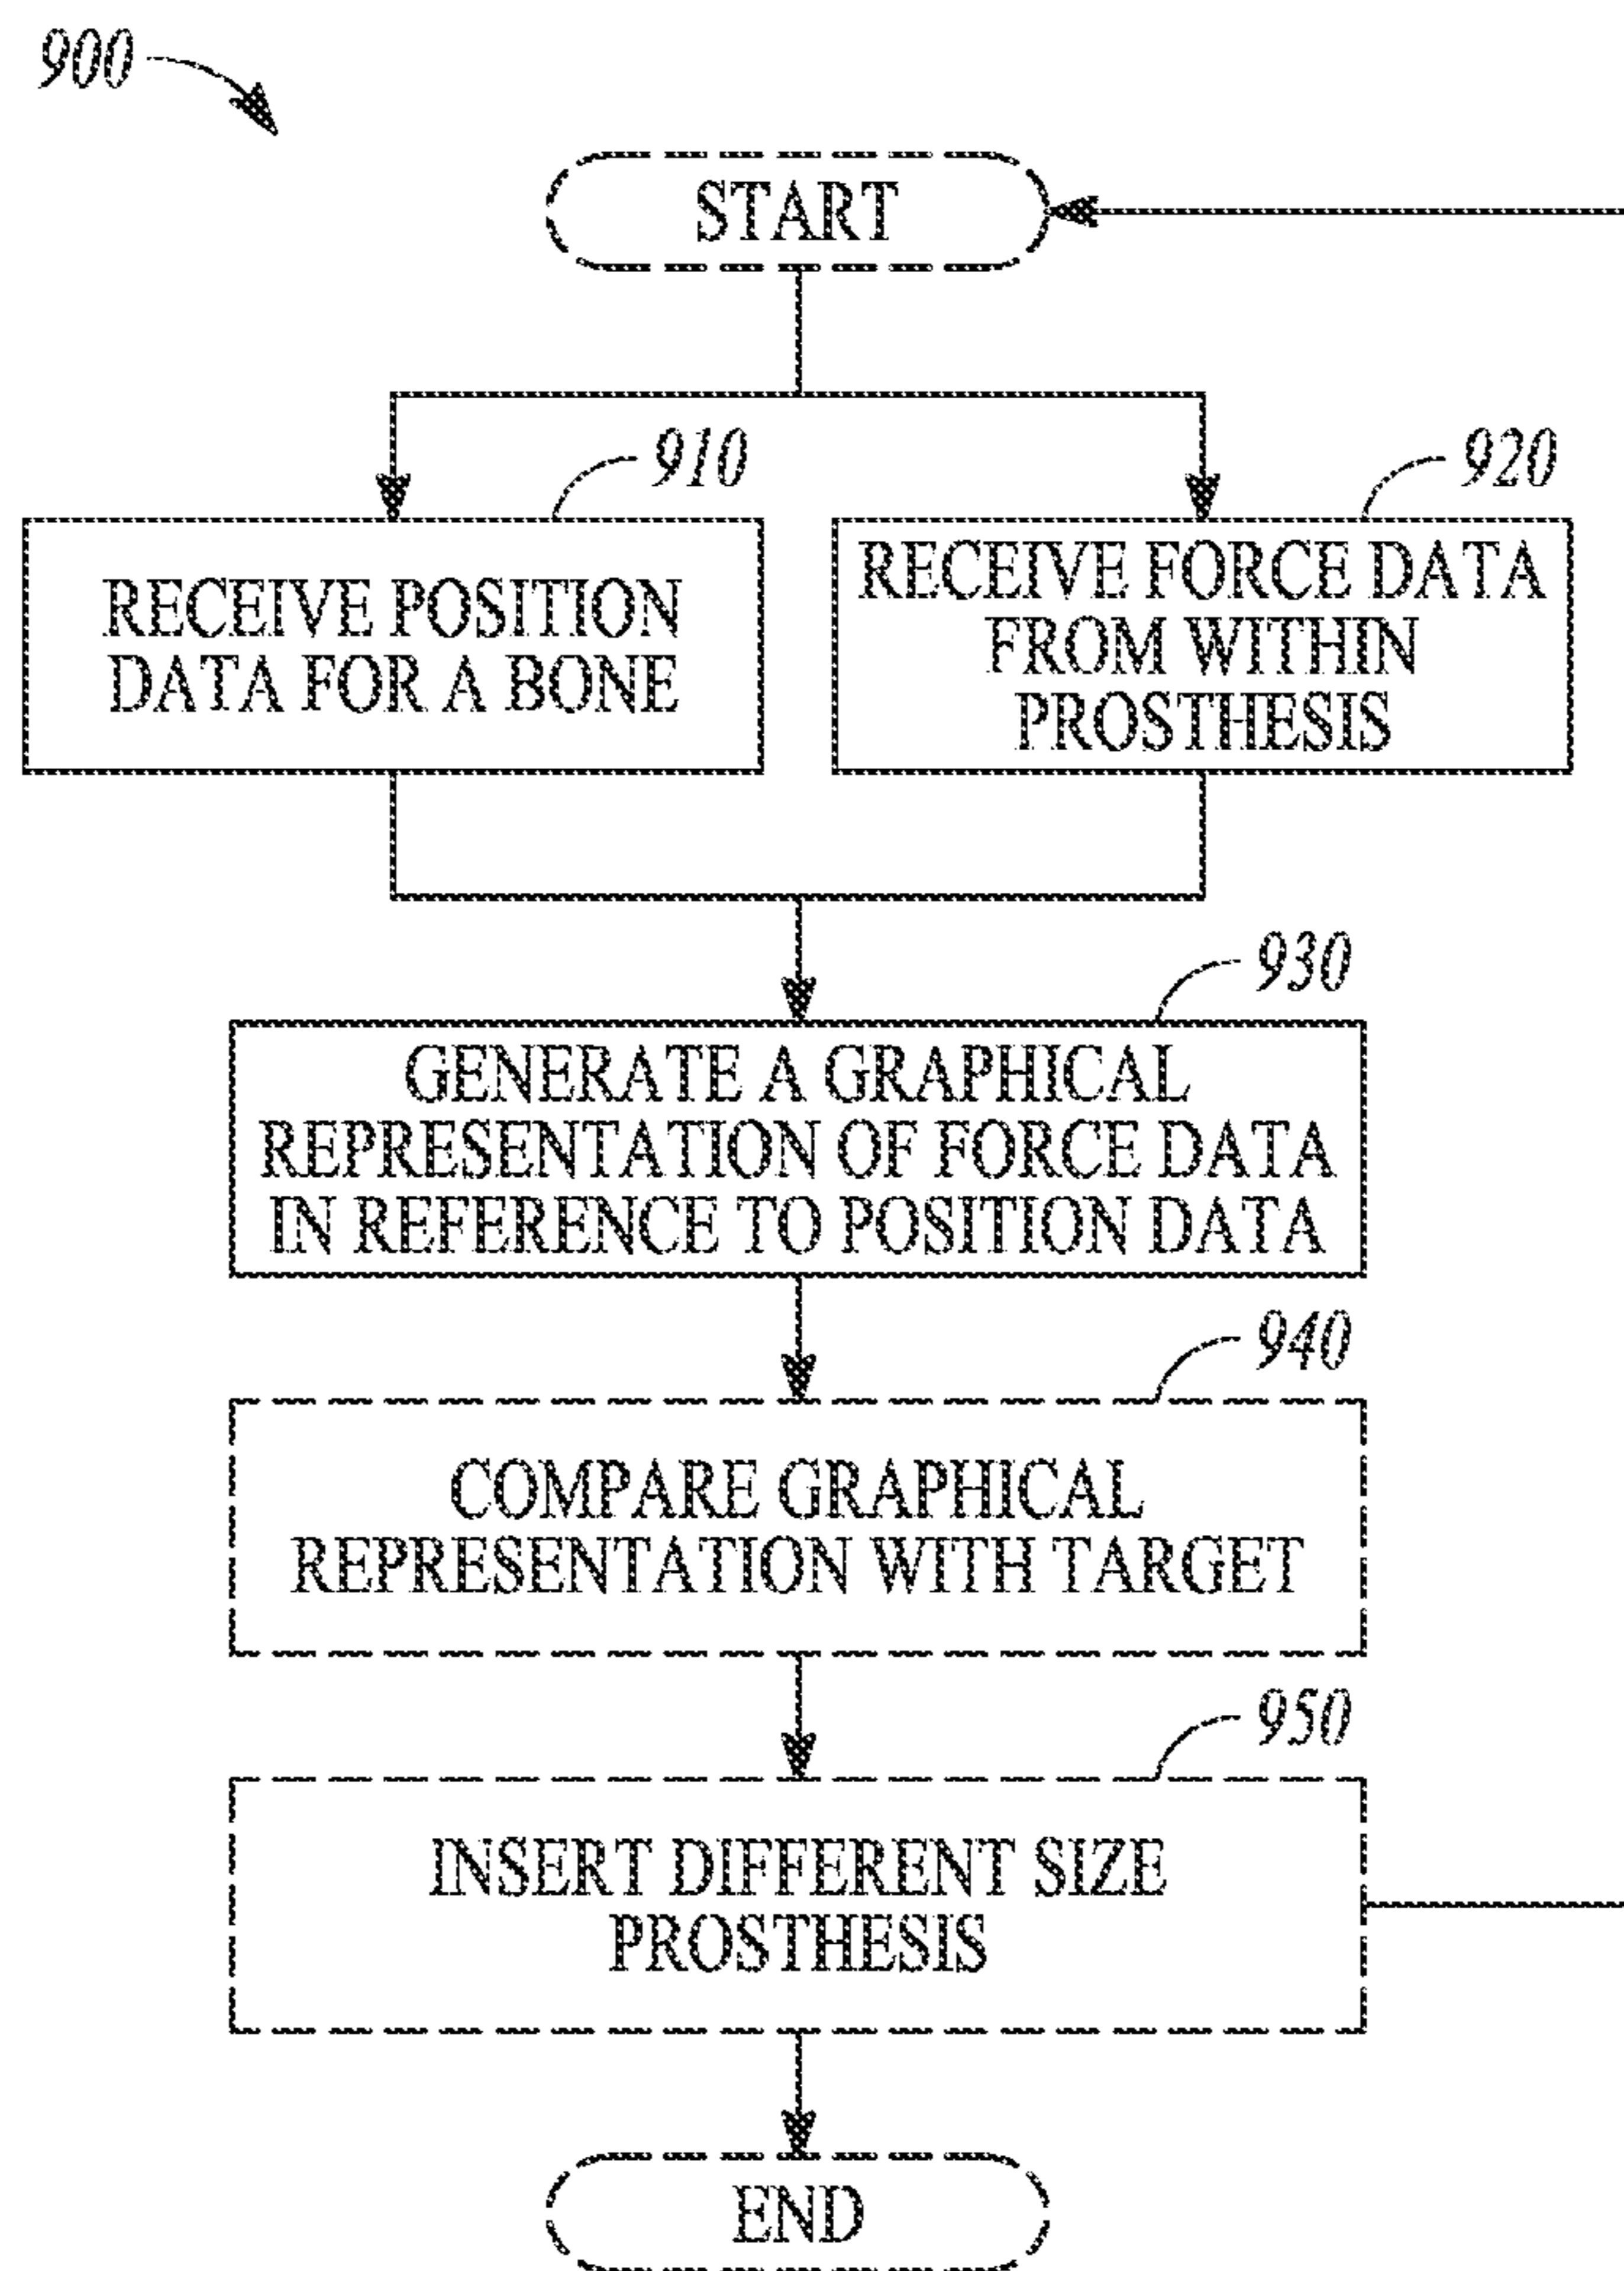 900
START
910
RECEIVE POSITION
DATA FOR A BONE
920
RECEIVE FORCE DATA
FROM WITHIN
PROSTHESIS
930
GENERATE A GRAPHICAL
REPRESENTATION OF FORCE DATA
IN REFERENCE TO POSITION DATA
940
COMPARE GRAPHICAL
REPRESENTATION WITH TARGET
950
INSERT DIFFERENT SIZE
PROSTHESIS
END